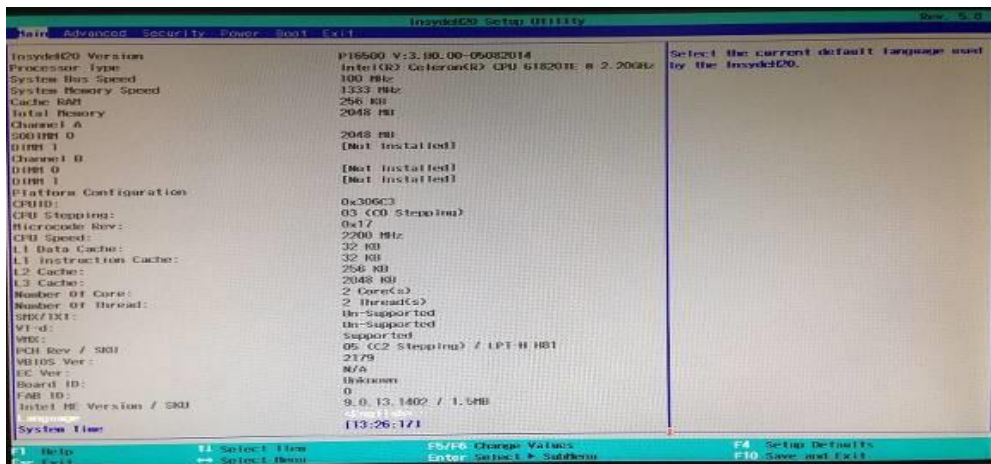 InsydeH20 Setup Utility Rev. 5.0
Main Advanced Security Power Boot Exit
InsydeH20 Version P16500 V:3.00.00-05082014
Processor Type Intel(R) Celeron(R) CPU G1820TE @ 2.20GHz
System Bus Speed 100 MHz
System Memory Speed 1333 MHz
Cache RAM 256 KB
Total Memory 2048 MB
Channel A
SODIMM 0 2048 MB
DIMM 1 [Not Installed]
Channel B
DIMM 0 [Not Installed]
DIMM 1 [Not Installed]
Platform Configuration
CPUID: 0x306C3
CPU Stepping: 03 (C0 Stepping)
Microcode Rev: 0x17
CPU Speed: 2200 MHz
L1 Data Cache: 32 KB
L1 Instruction Cache: 32 KB
L2 Cache: 256 KB
L3 Cache: 2048 KB
Number Of Core: 2 Core(s)
Number Of Thread: 2 Thread(s)
SMX/TXT: Un-Supported
VT-d: Un-Supported
VMX: Supported
PCH Rev / SKU 05 (C2 Stepping) / LPT-H H81
VBIOS Ver: 2179
EC Ver: N/A
Board ID: Unknown
FAB ID: 0
Intel ME Version / SKU 9.0.13.1402 / 1.5MB
Language <English>
System Time [13:26:17]
Select the current default language used
by the InsydeH20.
F1 Help ↑↓ Select Item F5/F6 Change Values F4 Setup Defaults
Esc Exit ↔ Select Menu Enter Select ▶ SubMenu F10 Save and Exit